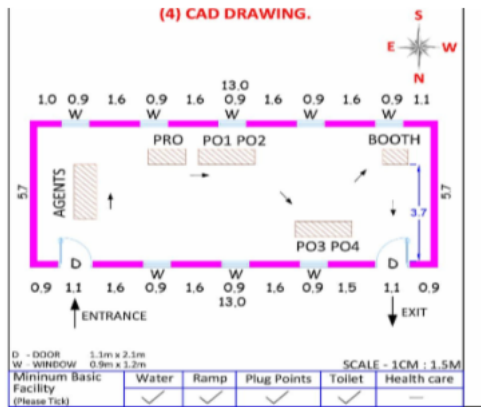 (4) CAD DRAWING.
S
E W
N
13.0
1.0 0.9 1.6 0.9 1.6 0.9 1.6 0.9 1.6 0.9 1.1
W W W W W
PRO PO1 PO2 BOOTH
5.7 AGENTS 3.7 5.7
PO3 PO4
D W W W D
0.9 1.1 1.6 0.9 1.6 0.9 1.6 0.9 1.5 1.1 0.9
13.0
ENTRANCE EXIT
D - DOOR 1.1m x 2.1m
W - WINDOW 0.9m x 1.2m
SCALE - 1CM : 1.5M
Mininum Basic
Facility
(Please Tick)
Water Ramp Plug Points Toilet Health care